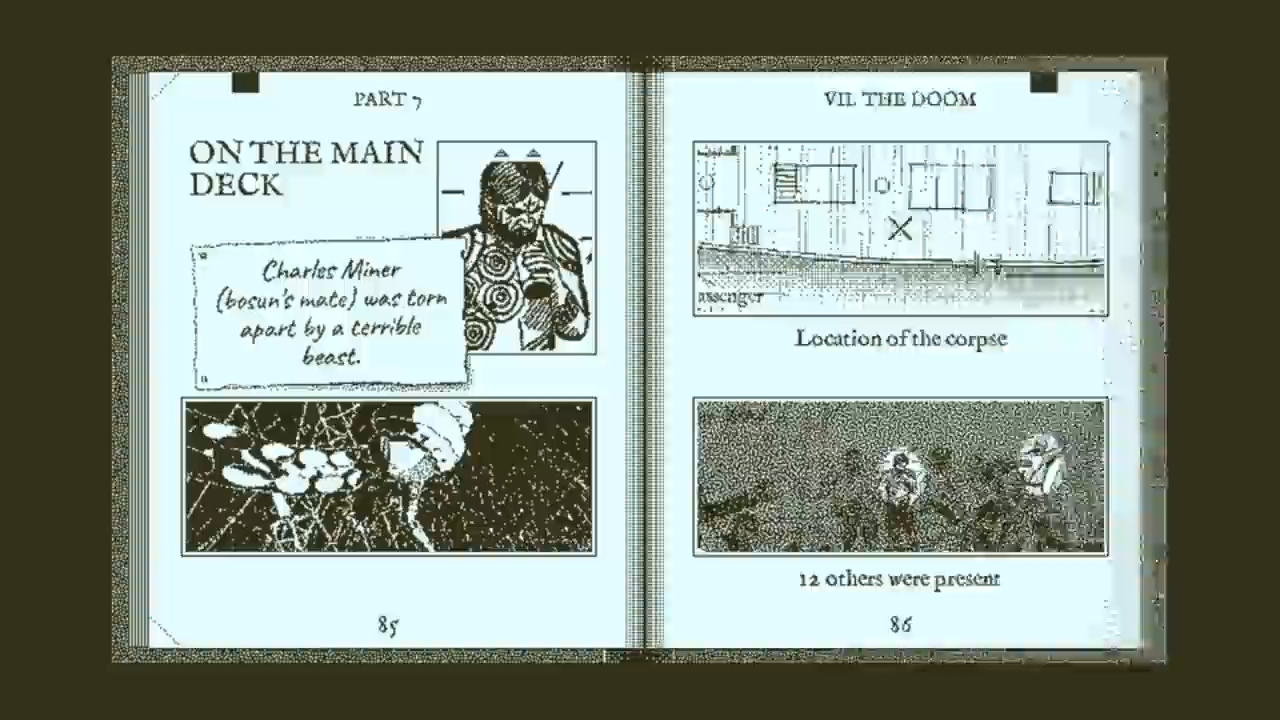 PART 7
ON THE MAIN
DECK
Charles Miner
(bosun's mate) was torn
apart by a terrible
beast.
85
VII. THE DOOM
assenger
Location of the corpse
12 others were present
86